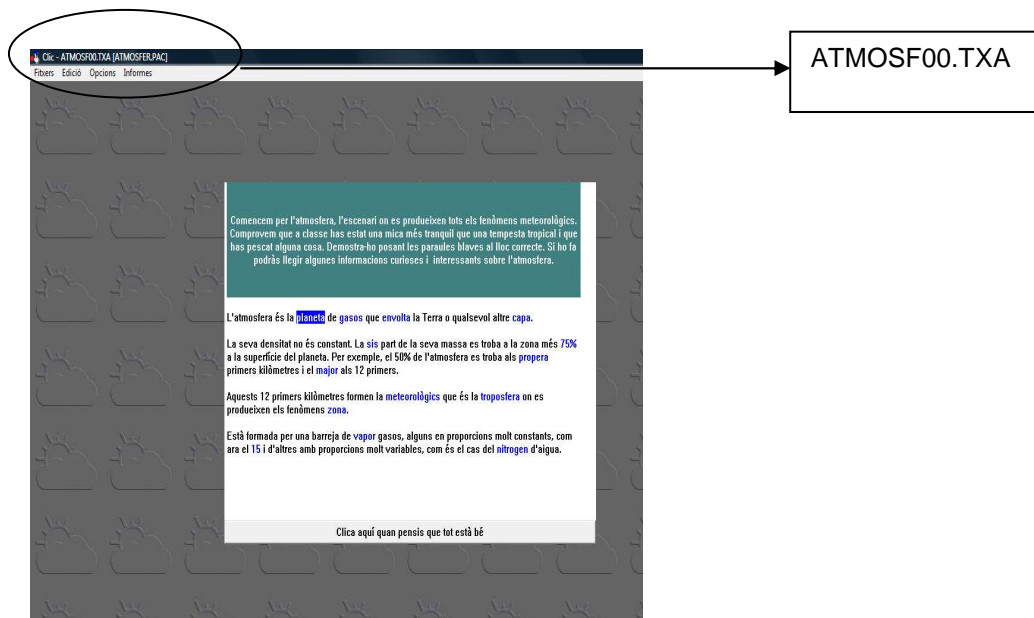 Clic - ATMOSF00.TXA [ATMOSFER.PAC]
Fitxers Edició Opcions Informes
ATMOSF00.TXA
Comencem per l'atmosfera, l'escenari on es produeixen tots els fenòmens meteorològics.
Comprovem que a classe has estat una mica més tranquil que una tempesta tropical i que
has pescat alguna cosa. Demostra-ho posant les paraules blaves al lloc correcte. Si ho fa
podràs llegir algunes informacions curioses i interessants sobre l'atmosfera.
L'atmosfera és la planeta de gasos que envolta la Terra o qualsevol altre capa.
La seva densitat no és constant. La sis part de la seva massa es troba a la zona més 75%
a la superfície del planeta. Per exemple, el 50% de l'atmosfera es troba als propera
primers kilòmetres i el major als 12 primers.
Aquests 12 primers kilòmetres formen la meteorològics que és la troposfera on es
produeixen els fenòmens zona.
Està formada per una barreja de vapor gasos, alguns en proporcions molt constants, com
ara el 15 i d'altres amb proporcions molt variables, com és el cas del nitrogen d'aigua.
Clica aquí quan pensis que tot està bé